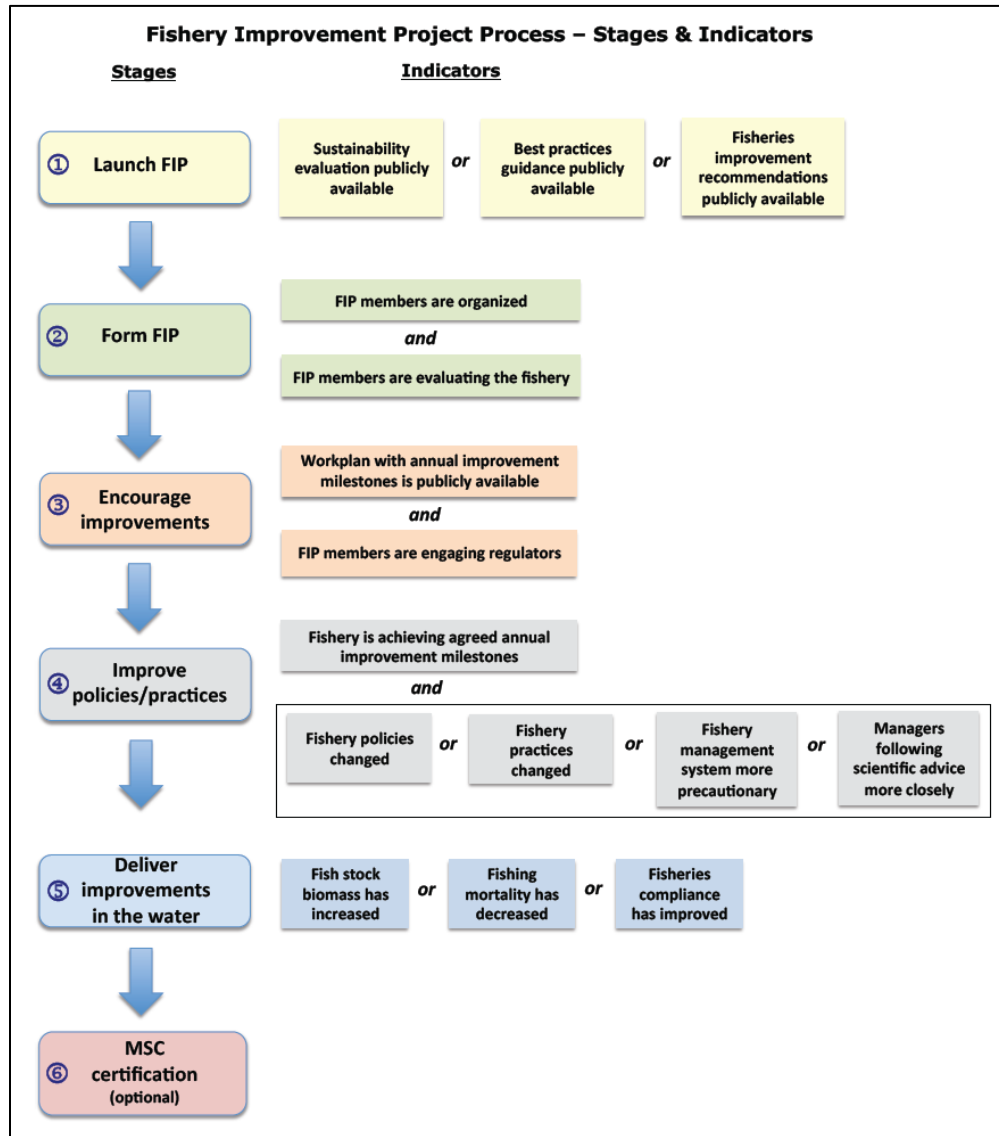 Fishery Improvement Project Process – Stages & Indicators
Stages
Indicators
① Launch FIP
Sustainability
evaluation publicly
available
or
Best practices
guidance publicly
available
or
Fisheries
improvement
recommendations
publicly available
② Form FIP
FIP members are organized
and
FIP members are evaluating the fishery
③ Encourage
improvements
Workplan with annual improvement
milestones is publicly available
and
FIP members are engaging regulators
④ Improve
policies/practices
Fishery is achieving agreed annual
improvement milestones
and
Fishery policies
changed
or
Fishery
practices
changed
or
Fishery
management
system more
precautionary
or
Managers
following
scientific advice
more closely
⑤ Deliver
improvements
in the water
Fish stock
biomass has
increased
or
Fishing
mortality has
decreased
or
Fisheries
compliance
has improved
⑥ MSC
certification
(optional)